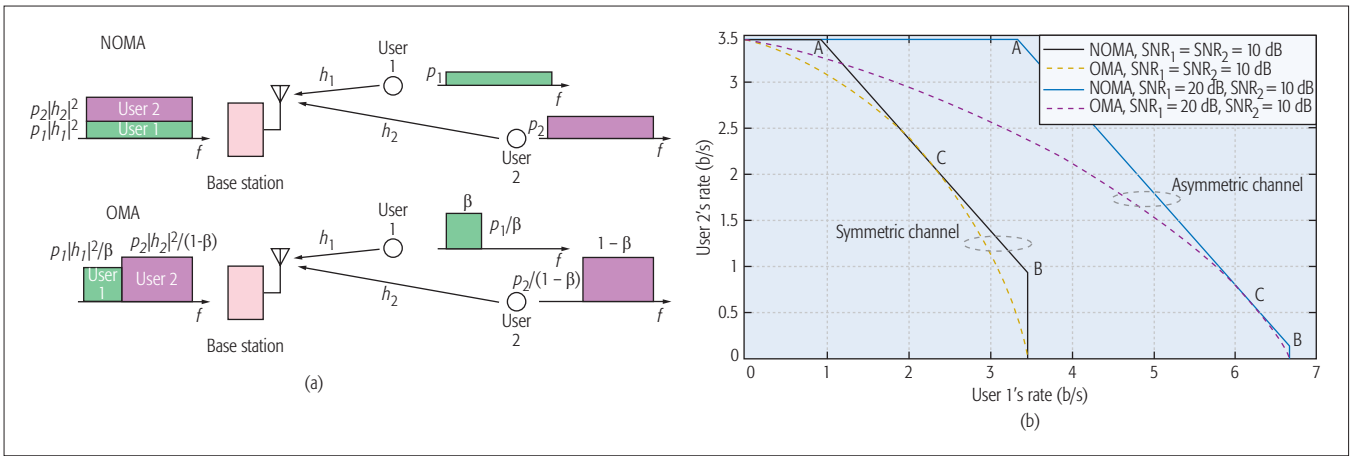 NOMA
p₂|h₂|²
p₁|h₁|²
User 2
User 1
f
Base station
h₁
h₂
User
1
p₁
f
User
2
p₂
f
OMA
p₁|h₁|²/β
p₂|h₂|²/(1-β)
User
1
User 2
f
Base station
h₁
h₂
User
1
β
p₁/β
f
User
2
1 – β
p₂/(1 – β)
f
(a)
User 2's rate (b/s)
3.5
3
2.5
2
1.5
1
0.5
0
0
1
2
3
4
5
6
7
User 1's rate (b/s)
A
A
C
B
C
B
Symmetric channel
Asymmetric channel
NOMA, SNR₁ = SNR₂ = 10 dB
OMA, SNR₁ = SNR₂ = 10 dB
NOMA, SNR₁ = 20 dB, SNR₂ = 10 dB
OMA, SNR₁ = 20 dB, SNR₂ = 10 dB
(b)